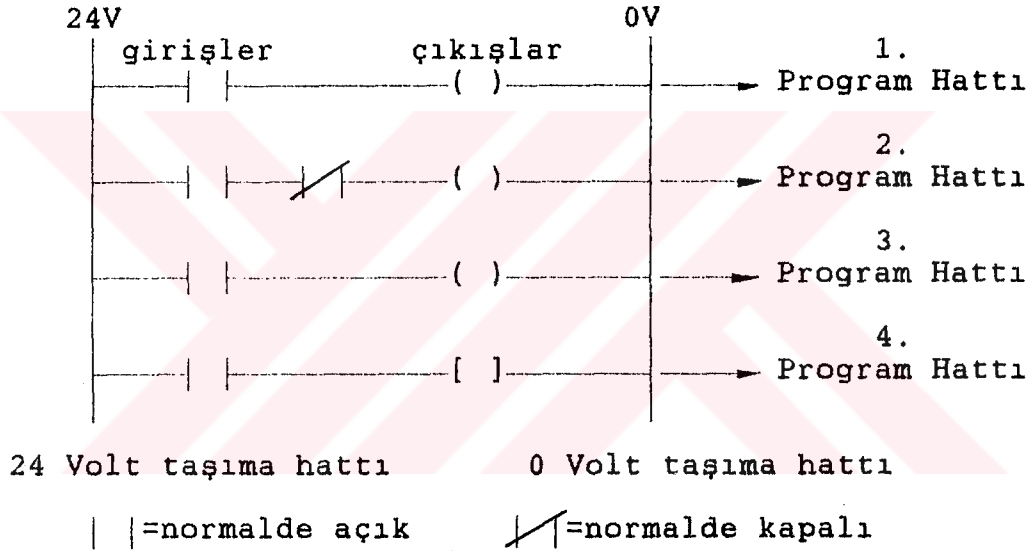 24V 0V
girişler çıkışlar 1.
( ) Program Hattı
2.
( ) Program Hattı
3.
( ) Program Hattı
4.
[ ] Program Hattı
24 Volt taşıma hattı 0 Volt taşıma hattı
| |=normalde açık =normalde kapalı